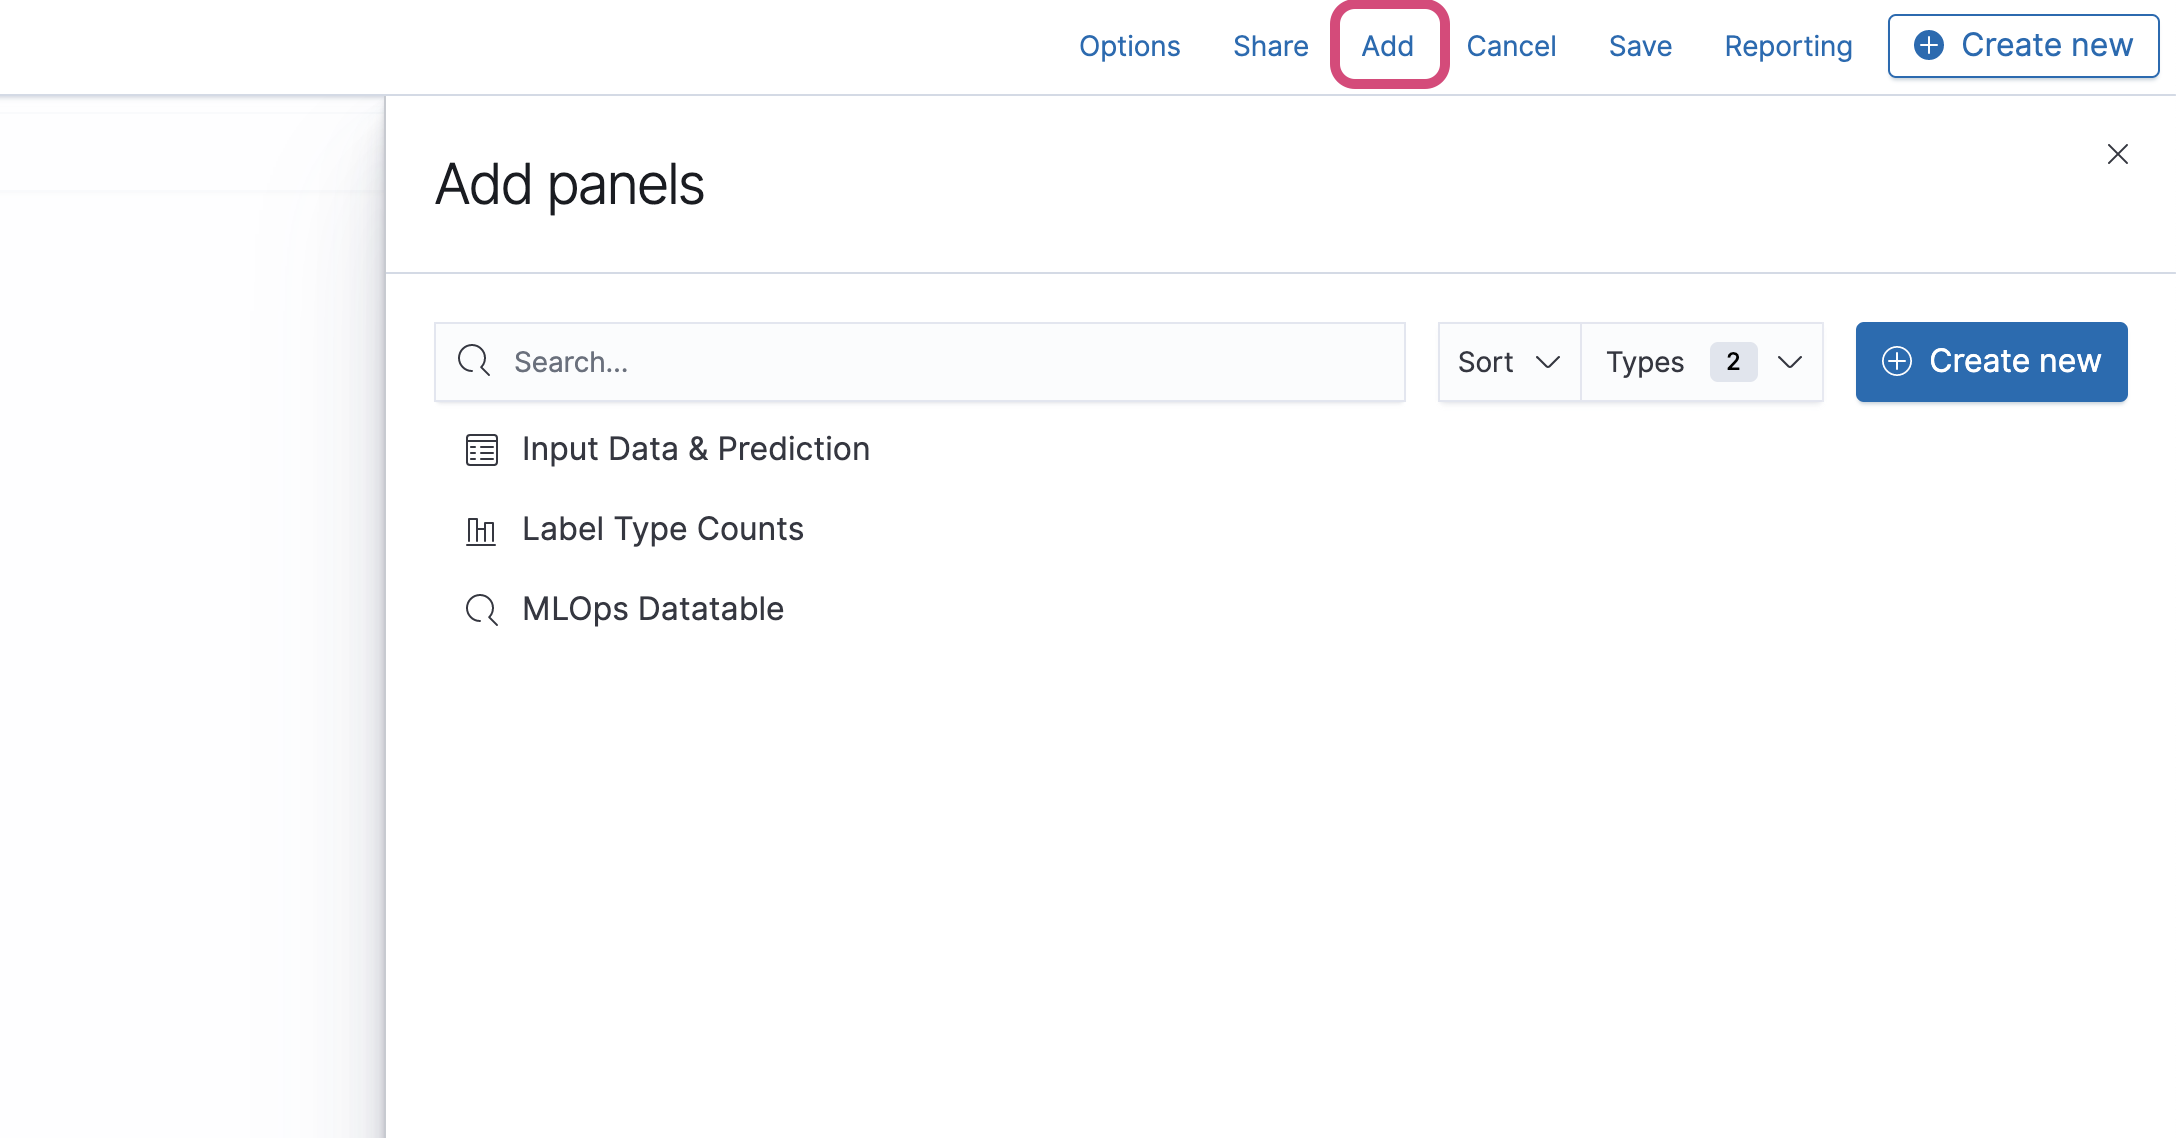 Options Share Add Cancel Save Reporting Create new
Add panels
Search... Sort Types 2 Create new
Input Data & Prediction
Label Type Counts
MLOps Datatable